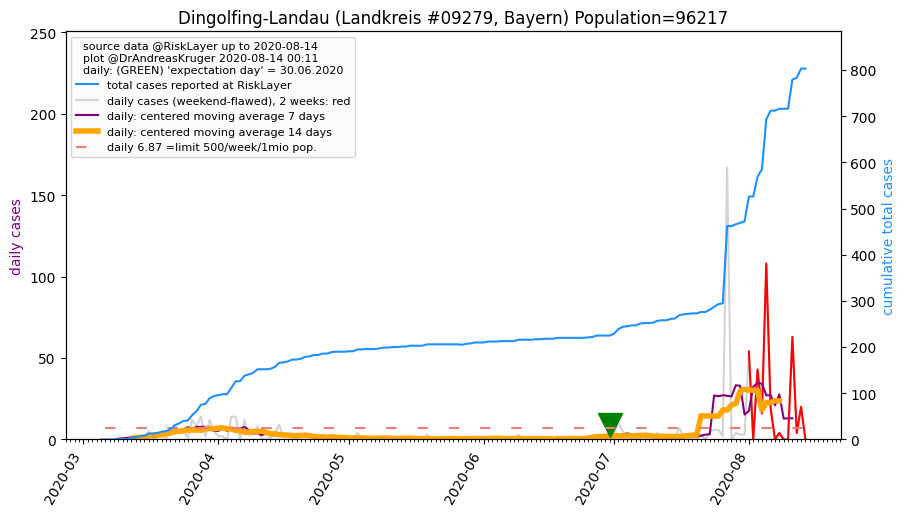 Dingolfing-Landau (Landkreis #09279, Bayern) Population=96217
source data @RiskLayer up to 2020-08-14
plot @DrAndreasKruger 2020-08-14 00:11
daily: (GREEN) 'expectation day' = 30.06.2020
total cases reported at RiskLayer
daily cases (weekend-flawed), 2 weeks: red
daily: centered moving average 7 days
daily: centered moving average 14 days
daily 6.87 =limit 500/week/1mio pop.
daily cases
250
200
150
100
50
0
cumulative total cases
800
700
600
500
400
300
200
100
0
2020-03
2020-04
2020-05
2020-06
2020-07
2020-08